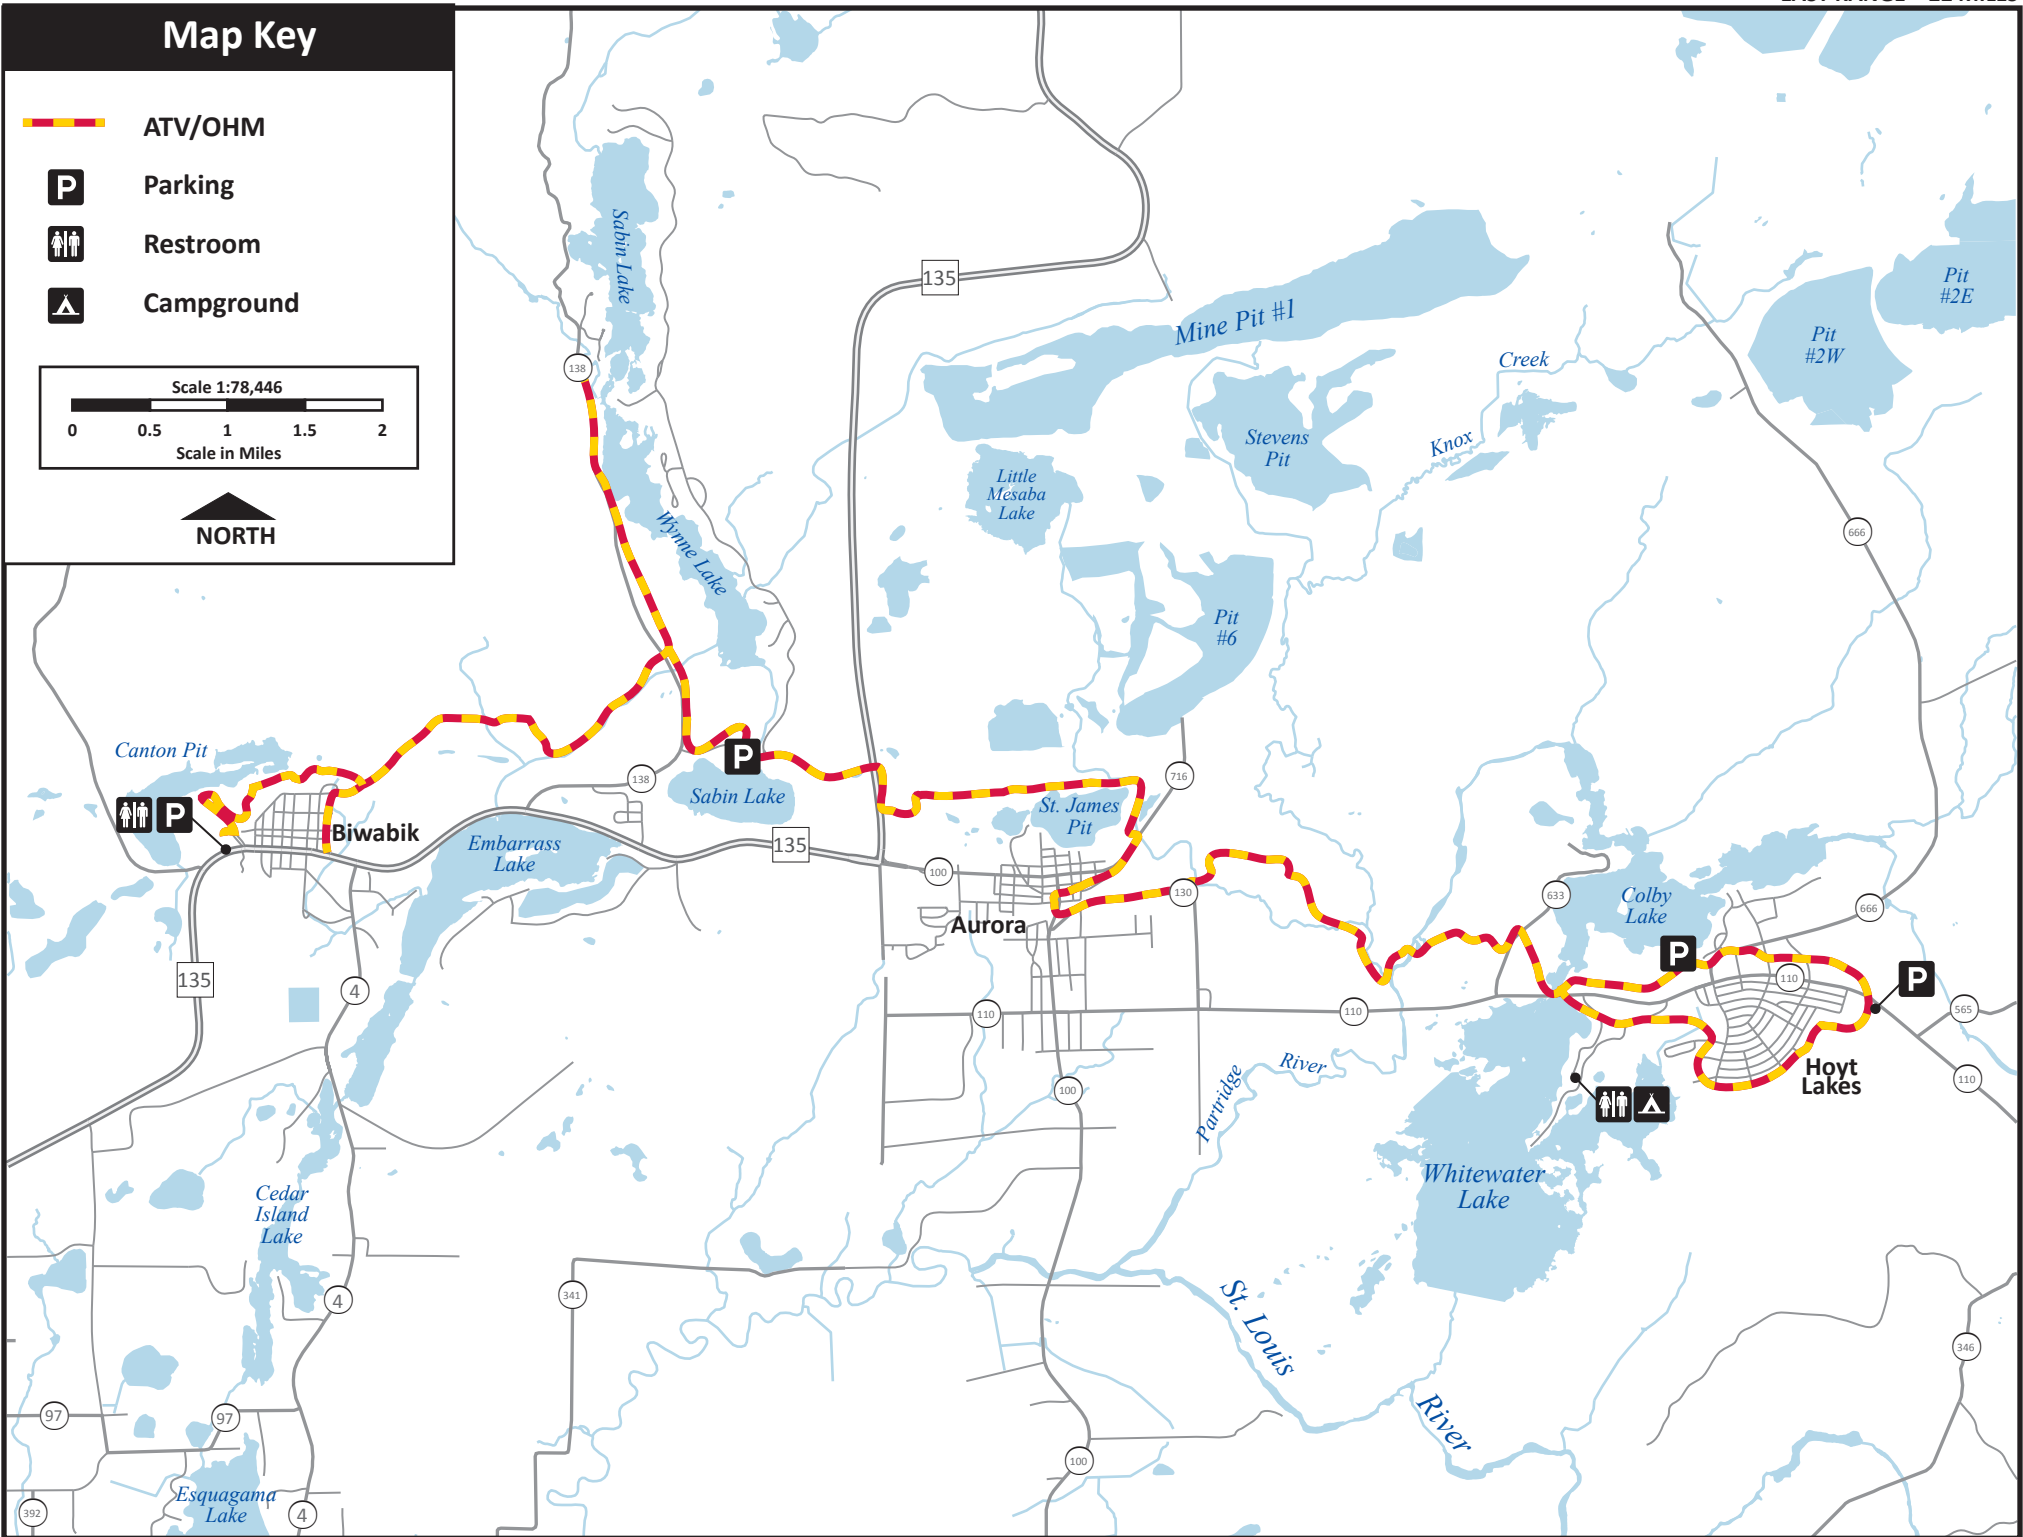 EAST RANGE - 22 MILES
Map Key
ATV/OHM
P
Parking
Restroom
Campground
Scale 1:78,446
0 0.5 1 1.5 2
Scale in Miles
NORTH
135
Sabin Lake
138
Mine Pit #1
Pit
#2E
Pit
#2W
Creek
Knox
Stevens
Pit
Little
Mesaba
Lake
Wynne Lake
666
Pit
#6
Canton Pit
P
138
P
Sabin Lake
716
St. James
Pit
Biwabik
Embarrass
Lake
135
100
130
Aurora
633
Colby
Lake
666
P
110
P
135
4
110
110
565
Hoyt
Lakes
110
100
Partridge
River
Whitewater
Lake
Cedar
Island
Lake
4
341
St. Louis
River
346
97
97
100
Esquagama
Lake
4
392